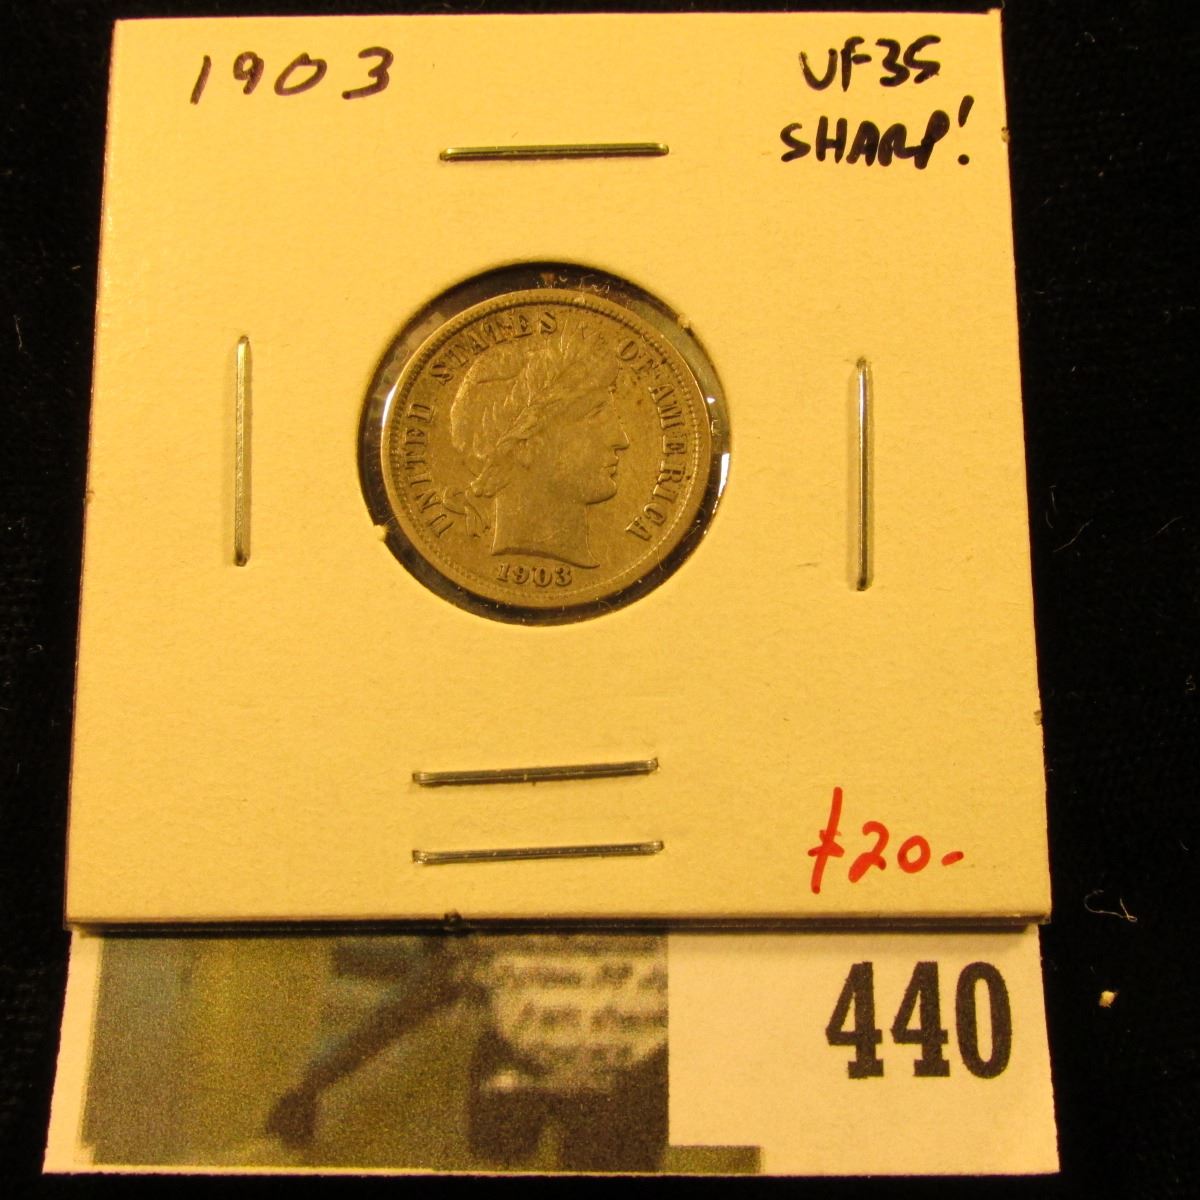 1903
VF35
SHARP!
UNITED STATES OF AMERICA
1903
$20-
440